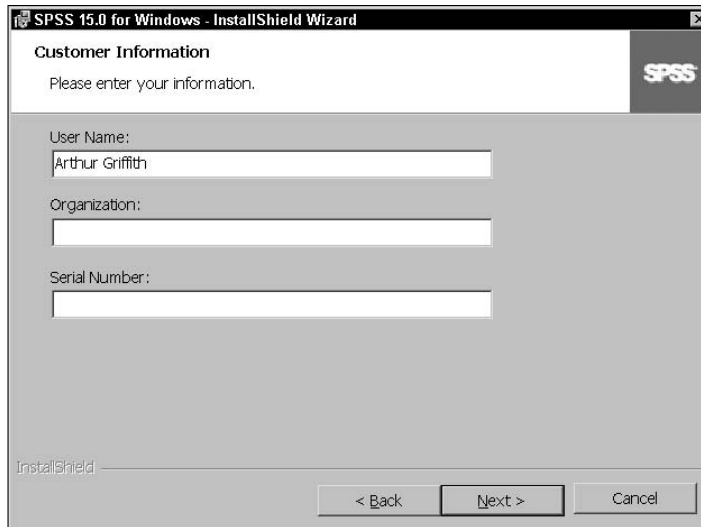 SPSS 15.0 for Windows - InstallShield Wizard
Customer Information
Please enter your information.
SPSS
User Name:
Arthur Griffith
Organization:
Serial Number:
InstallShield
< Back
Next >
Cancel